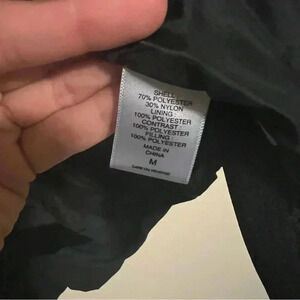 SHELL:
70% POLYESTER
30% NYLON
LINING:
100% POLYESTER
CONTRAST:
100% POLYESTER
FILLING:
100% POLYESTER
MADE IN
CHINA
M